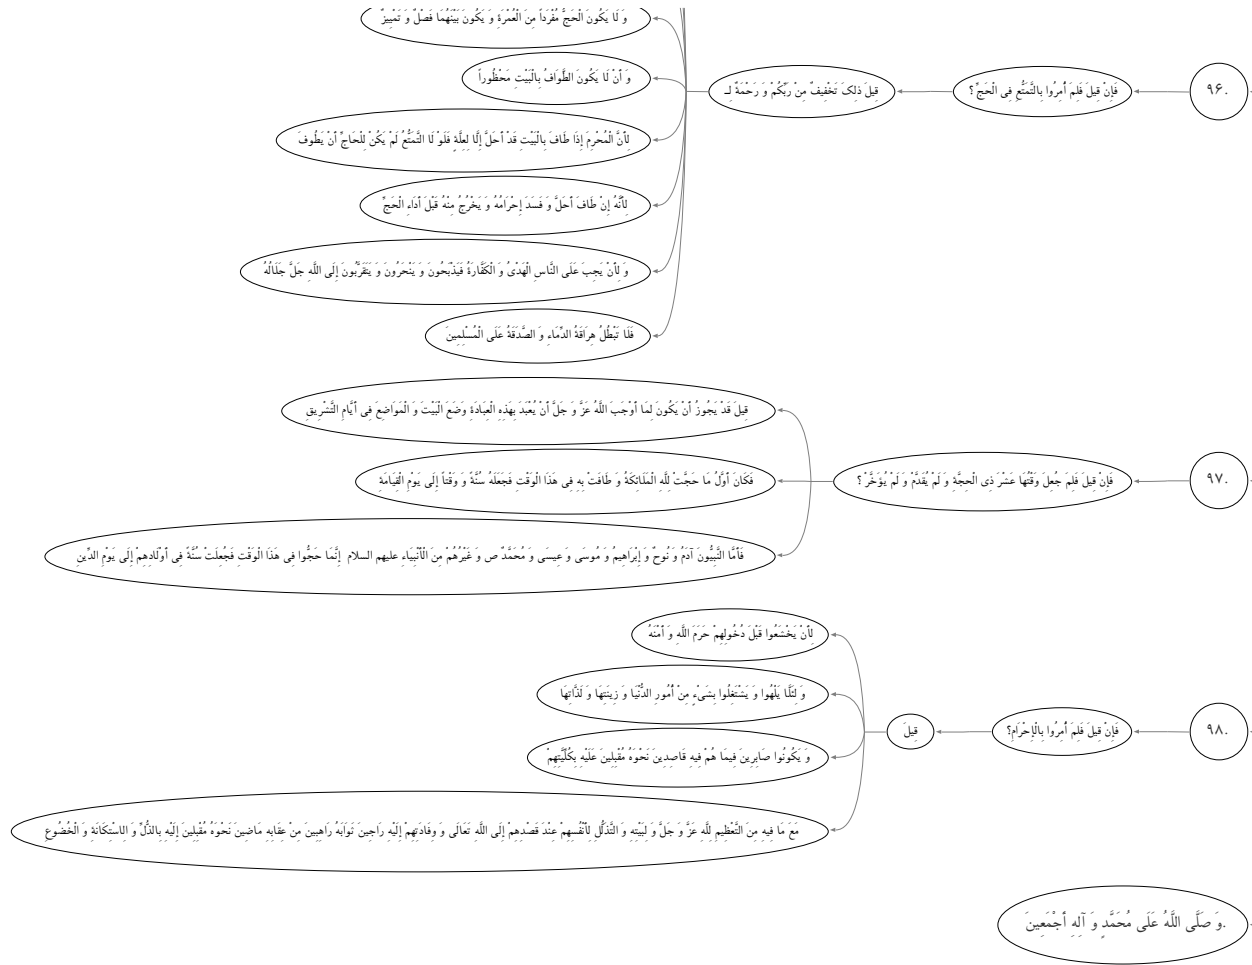 ۹۶.
فَإِنْ قِيلَ فَلِمَ أُمِرُوا بِالتَّمَتُّعِ فِی الْحَجِّ؟
قِيلَ ذَلِکَ تَخْفِيفٌ مِنْ رَبِّكُمْ وَ رَحْمَةٌ لِـ
وَ لَا يَكُونَ الْحَجُّ مُفْرَداً مِنَ الْعُمْرَةِ وَ يَكُونَ بَيْنَهُمَا فَصْلٌ وَ تَمْيِيزٌ
وَ أَنْ لَا يَكُونَ الطَّوَافُ بِالْبَيْتِ مَحْظُوراً
لِأَنَّ الْمُحْرِمَ إِذَا طَافَ بِالْبَيْتِ قَدْ أَحَلَّ إِلَّا لِعِلَّةٍ فَلَوْ لَا التَّمَتُّعُ لَمْ يَكُنْ لِلْحَاجِّ أَنْ يَطُوفَ
لِأَنَّهُ إِنْ طَافَ أَحَلَّ وَ فَسَدَ إِحْرَامُهُ وَ يَخْرُجُ مِنْهُ قَبْلَ أَدَاءِ الْحَجِّ
وَ لِأَنْ يَجِبَ عَلَی النَّاسِ الْهَدْیُ وَ الْكَفَّارَةُ فَيَذْبَحُونَ وَ يَنْحَرُونَ وَ يَتَقَرَّبُونَ إِلَی اللَّهِ جَلَّ جَلَالُهُ
فَلَا تَبْطُلُ هِرَاقَةُ الدِّمَاءِ وَ الصَّدَقَةُ عَلَی الْمُسْلِمِينَ
۹۷.
فَإِنْ قِيلَ فَلِمَ جُعِلَ وَقْتُهَا عَشْرَ ذِی الْحِجَّةِ وَ لَمْ يُقَدَّمْ وَ لَمْ يُؤَخَّرْ؟
قِيلَ قَدْ يَجُوزُ أَنْ يَكُونَ لِمَا أَوْجَبَ اللَّهُ عَزَّ وَ جَلَّ أَنْ يُعْبَدَ بِهَذِهِ الْعِبَادَةِ وَضَعَ الْبَيْتَ وَ الْمَوَاضِعَ فِی أَيَّامِ التَّشْرِيقِ
فَكَانَ أَوَّلُ مَا حَجَّتْ لِلَّهِ الْمَلَائِكَةُ وَ طَافَتْ بِهِ فِی هَذَا الْوَقْتِ فَجَعَلَهُ سُنَّةً وَ وَقْتاً إِلَی يَوْمِ الْقِيَامَةِ
فَأَمَّا النَّبِيُّونَ آدَمُ وَ نُوحٌ وَ إِبْرَاهِيمُ وَ مُوسَی وَ عِيسَی وَ مُحَمَّدٌ ص وَ غَيْرُهُمْ مِنَ الْأَنْبِيَاءِ عليهم السلام إِنَّمَا حَجُّوا فِی هَذَا الْوَقْتِ فَجُعِلَتْ سُنَّةً فِی أَوْلَادِهِمْ إِلَی يَوْمِ الدِّينِ
۹۸.
فَإِنْ قِيلَ فَلِمَ أُمِرُوا بِالْإِحْرَامِ؟
قِيلَ
لِأَنْ يَخْشَعُوا قَبْلَ دُخُولِهِمْ حَرَمَ اللَّهِ وَ أَمْنَهُ
وَ لِئَلَّا يَلْهُوا وَ يَشْتَغِلُوا بِشَیْءٍ مِنْ أُمُورِ الدُّنْيَا وَ زِينَتِهَا وَ لَذَّاتِهَا
وَ يَكُونُوا صَابِرِينَ فِيمَا هُمْ فِيهِ قَاصِدِينَ نَحْوَهُ مُقْبِلِينَ عَلَيْهِ بِكُلِّيَّتِهِمْ
مَعَ مَا فِيهِ مِنَ التَّعْظِيمِ لِلَّهِ عَزَّ وَ جَلَّ وَ لِبَيْتِهِ وَ التَّذَلُّلِ لِأَنْفُسِهِمْ عِنْدَ قَصْدِهِمْ إِلَی اللَّهِ تَعَالَی وَ وِفَادَتِهِمْ إِلَيْهِ رَاجِينَ ثَوَابَهُ رَاهِبِينَ مِنْ عِقَابِهِ مَاضِينَ نَحْوَهُ مُقْبِلِينَ إِلَيْهِ بِالذُّلِّ وَ الِاسْتِكَانَةِ وَ الْخُضُوعِ
.وَ صَلَّی اللَّهُ عَلَی مُحَمَّدٍ وَ آلِهِ أَجْمَعِينَ